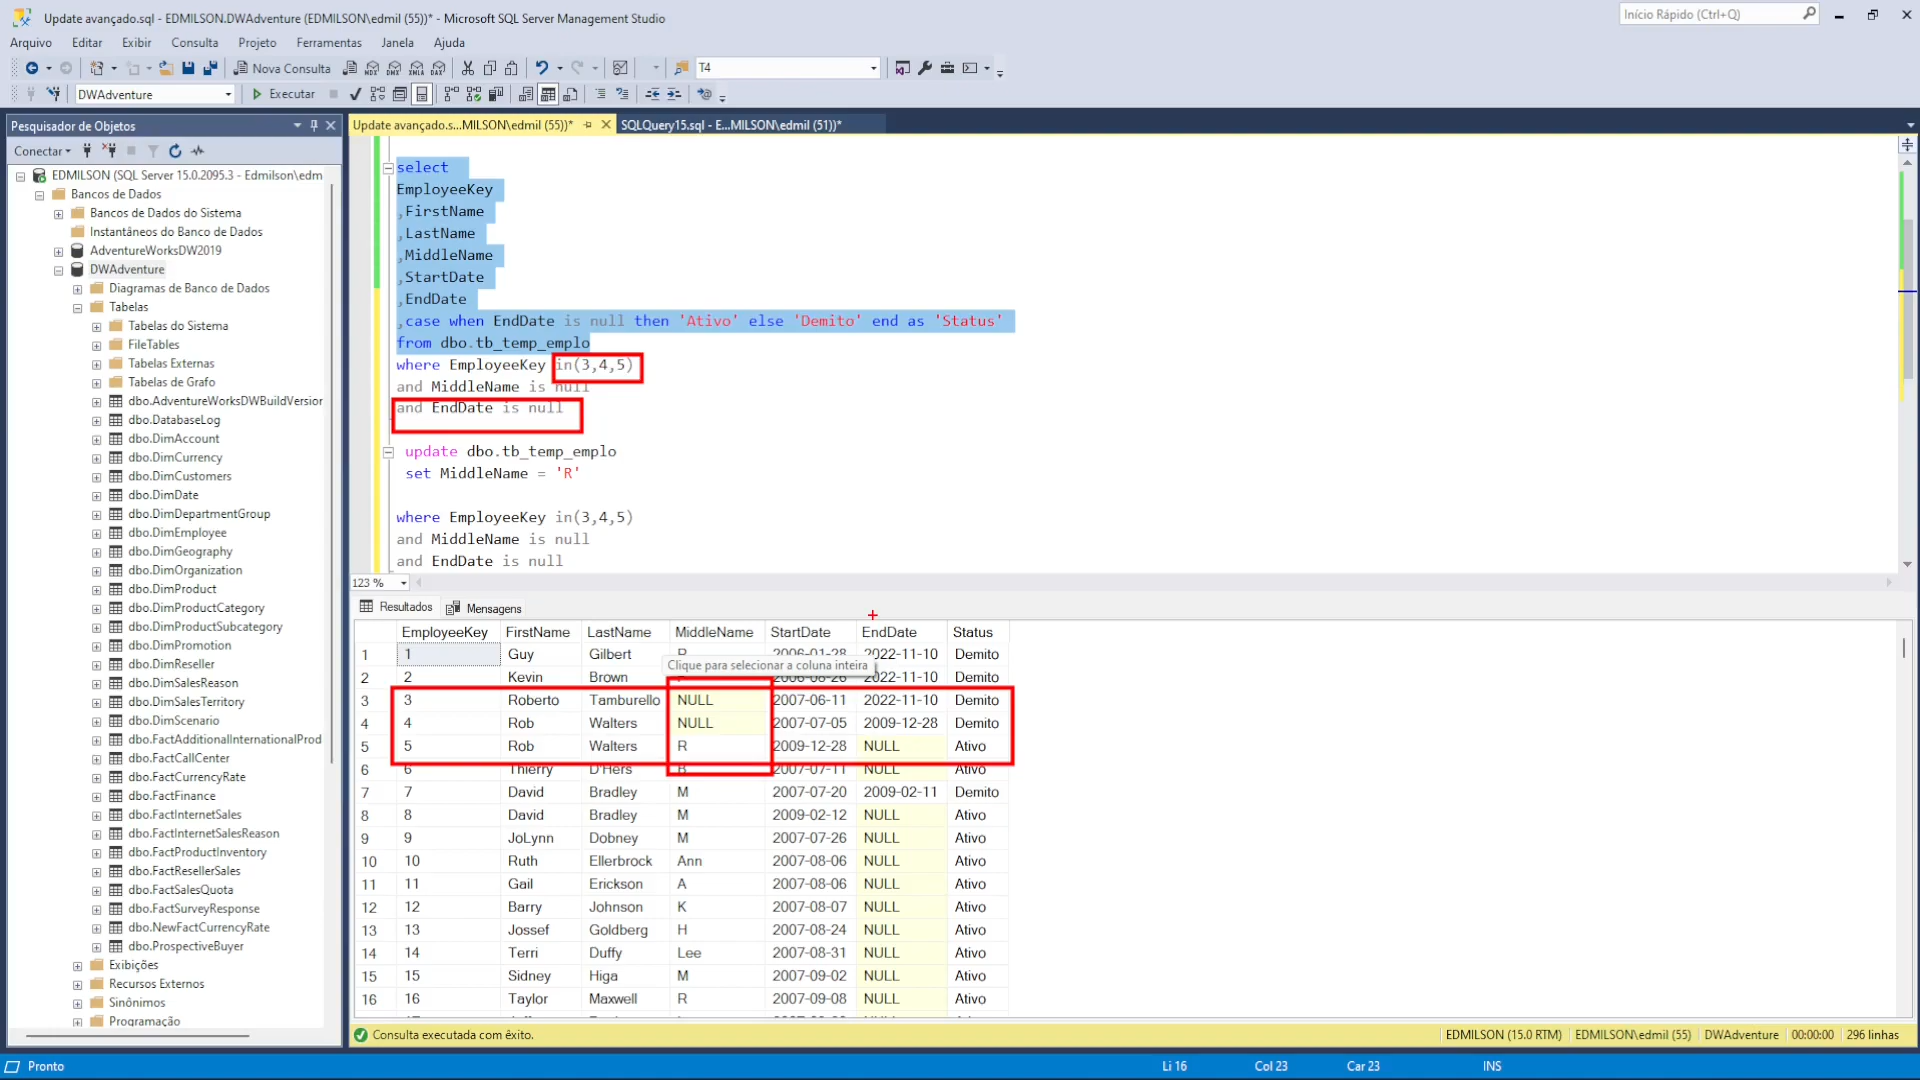 Update avançado.sql - EDMILSON.DWAdventure (EDMILSON\edmil (55))* - Microsoft SQL Server Management Studio
Início Rápido (Ctrl+Q)
Arquivo Editar Exibir Consulta Projeto Ferramentas Janela Ajuda
Nova Consulta MDX DMX XMLA DAX T4
DWAdventure Executar
Pesquisador de Objetos
Update avançado.s...MILSON\edmil (55))* SQLQuery15.sql - E...MILSON\edmil (51))*
Conectar
EDMILSON (SQL Server 15.0.2095.3 - Edmilson\edm
Bancos de Dados
Bancos de Dados do Sistema
Instantâneos do Banco de Dados
AdventureWorksDW2019
DWAdventure
Diagramas de Banco de Dados
Tabelas
Tabelas do Sistema
FileTables
Tabelas Externas
Tabelas de Grafo
dbo.AdventureWorksDWBuildVersior
dbo.DatabaseLog
dbo.DimAccount
dbo.DimCurrency
dbo.DimCustomers
dbo.DimDate
dbo.DimDepartmentGroup
dbo.DimEmployee
dbo.DimGeography
dbo.DimOrganization
dbo.DimProduct
dbo.DimProductCategory
dbo.DimProductSubcategory
dbo.DimPromotion
dbo.DimReseller
dbo.DimSalesReason
dbo.DimSalesTerritory
dbo.DimScenario
dbo.FactAdditionalInternationalProd
dbo.FactCallCenter
dbo.FactCurrencyRate
dbo.FactFinance
dbo.FactInternetSales
dbo.FactInternetSalesReason
dbo.FactProductInventory
dbo.FactResellerSales
dbo.FactSalesQuota
dbo.FactSurveyResponse
dbo.NewFactCurrencyRate
dbo.ProspectiveBuyer
Exibições
Recursos Externos
Sinônimos
Programação
select
EmployeeKey
,FirstName
,LastName
,MiddleName
,StartDate
,EndDate
,case when EndDate is null then 'Ativo' else 'Demito' end as 'Status'
from dbo.tb_temp_emplo
where EmployeeKey in(3,4,5)
and MiddleName is null
and EndDate is null
update dbo.tb_temp_emplo
set MiddleName = 'R'
where EmployeeKey in(3,4,5)
and MiddleName is null
and EndDate is null
123 %
Resultados Mensagens
EmployeeKey FirstName LastName MiddleName StartDate EndDate Status
1 1 Guy Gilbert R 2006-01-28 2022-11-10 Demito
Clique para selecionar a coluna inteira
2 2 Kevin Brown 2006-08-26 2022-11-10 Demito
3 3 Roberto Tamburello NULL 2007-06-11 2022-11-10 Demito
4 4 Rob Walters NULL 2007-07-05 2009-12-28 Demito
5 5 Rob Walters R 2009-12-28 NULL Ativo
6 6 Thierry D'Hers B 2007-07-11 NULL Ativo
7 7 David Bradley M 2007-07-20 2009-02-11 Demito
8 8 David Bradley M 2009-02-12 NULL Ativo
9 9 JoLynn Dobney M 2007-07-26 NULL Ativo
10 10 Ruth Ellerbrock Ann 2007-08-06 NULL Ativo
11 11 Gail Erickson A 2007-08-06 NULL Ativo
12 12 Barry Johnson K 2007-08-07 NULL Ativo
13 13 Jossef Goldberg H 2007-08-24 NULL Ativo
14 14 Terri Duffy Lee 2007-08-31 NULL Ativo
15 15 Sidney Higa M 2007-09-02 NULL Ativo
16 16 Taylor Maxwell R 2007-09-08 NULL Ativo
Consulta executada com êxito. EDMILSON (15.0 RTM) EDMILSON\edmil (55) DWAdventure 00:00:00 296 linhas
Pronto Li 16 Col 23 Car 23 INS